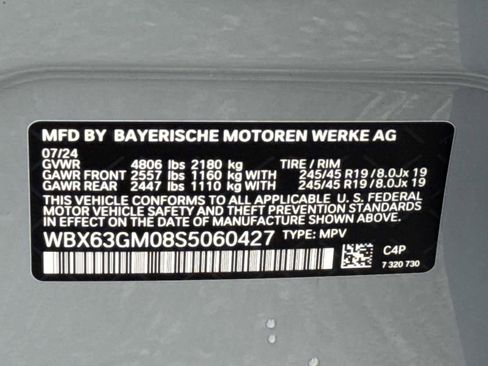 MFD BY BAYERISCHE MOTOREN WERKE AG
07/24
GVWR 4806 lbs 2180 kg TIRE / RIM
GAWR FRONT 2557 lbs 1160 kg WITH 245/45 R19 / 8.0Jx 19
GAWR REAR 2447 lbs 1110 kg WITH 245/45 R19 / 8.0Jx 19
THIS VEHICLE CONFORMS TO ALL APPLICABLE U. S. FEDERAL
MOTOR VEHICLE SAFETY, BUMPER, AND THEFT PREVENTION STANDARDS
IN EFFECT ON THE DATE OF MANUFACTURE SHOWN ABOVE.
WBX63GM08S5060427 TYPE: MPV
C4P
7 320 730